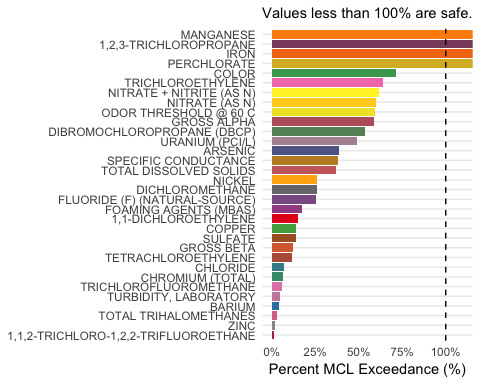 Values less than 100% are safe.
MANGANESE
1,2,3-TRICHLOROPROPANE
IRON
PERCHLORATE
COLOR
TRICHLOROETHYLENE
NITRATE + NITRITE (AS N)
NITRATE (AS N)
ODOR THRESHOLD @ 60 C
GROSS ALPHA
DIBROMOCHLOROPROPANE (DBCP)
URANIUM (PCI/L)
ARSENIC
SPECIFIC CONDUCTANCE
TOTAL DISSOLVED SOLIDS
NICKEL
DICHLOROMETHANE
FLUORIDE (F) (NATURAL-SOURCE)
FOAMING AGENTS (MBAS)
1,1-DICHLOROETHYLENE
COPPER
SULFATE
GROSS BETA
TETRACHLOROETHYLENE
CHLORIDE
CHROMIUM (TOTAL)
TRICHLOROFLUOROMETHANE
TURBIDITY, LABORATORY
BARIUM
TOTAL TRIHALOMETHANES
ZINC
1,1,2-TRICHLORO-1,2,2-TRIFLUOROETHANE
0% 25% 50% 75% 100%
Percent MCL Exceedance (%)